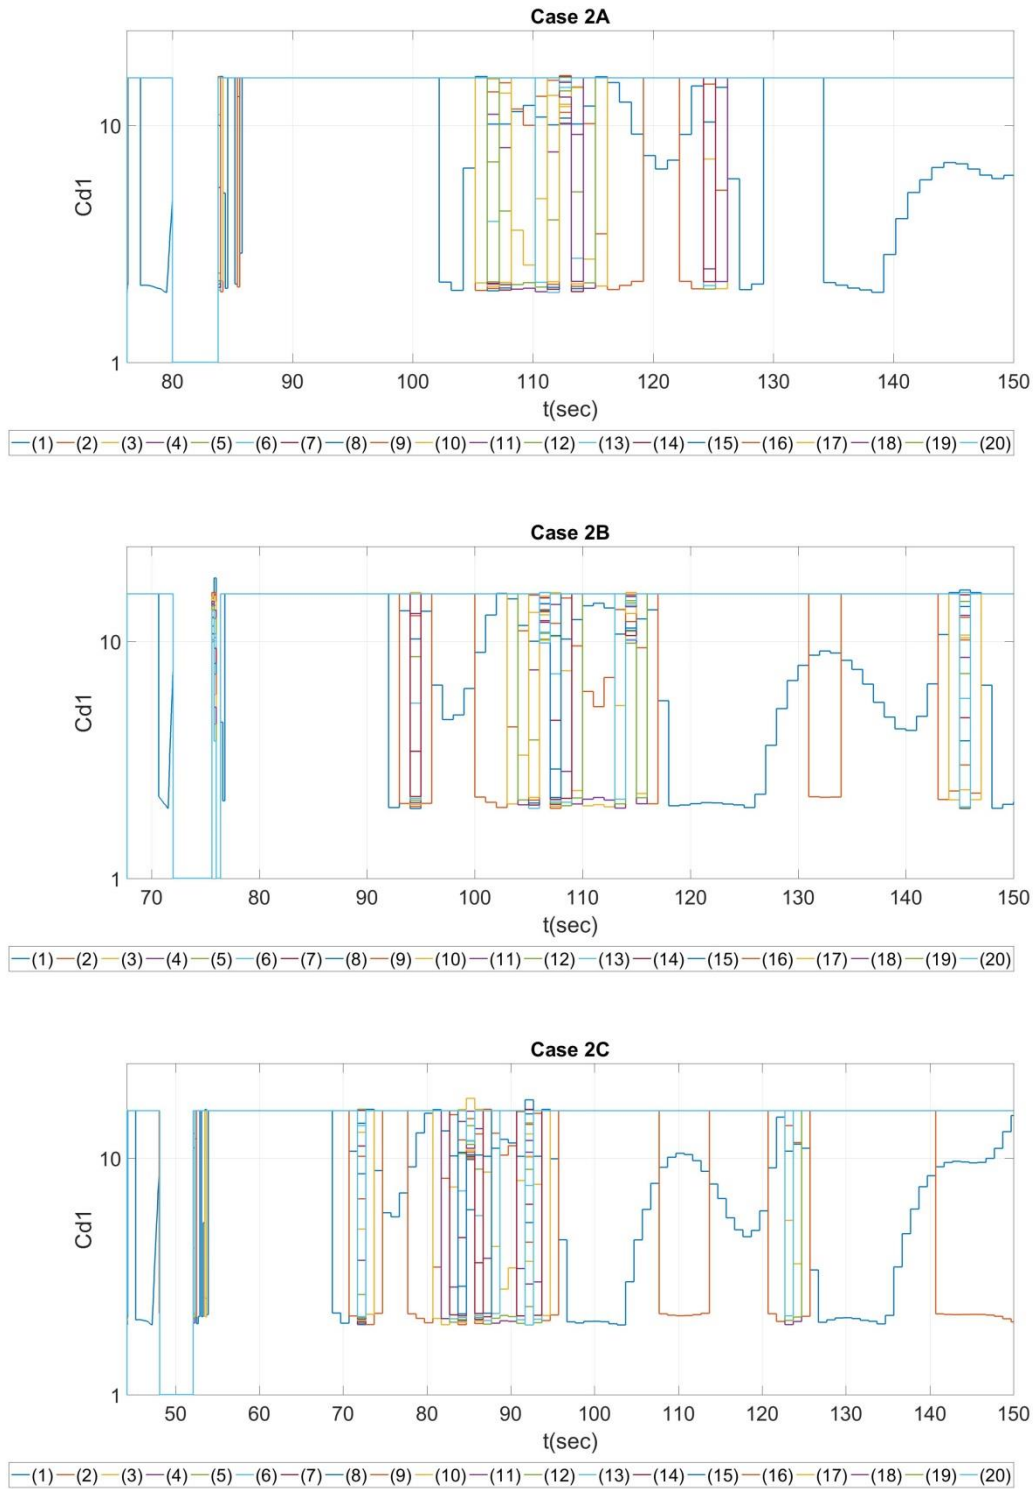 Case 2A
10
Cd1
1
80 90 100 110 120 130 140 150
t(sec)
(1) (2) (3) (4) (5) (6) (7) (8) (9) (10) (11) (12) (13) (14) (15) (16) (17) (18) (19) (20)
Case 2B
10
Cd1
1
70 80 90 100 110 120 130 140 150
t(sec)
(1) (2) (3) (4) (5) (6) (7) (8) (9) (10) (11) (12) (13) (14) (15) (16) (17) (18) (19) (20)
Case 2C
10
Cd1
1
50 60 70 80 90 100 110 120 130 140 150
t(sec)
(1) (2) (3) (4) (5) (6) (7) (8) (9) (10) (11) (12) (13) (14) (15) (16) (17) (18) (19) (20)